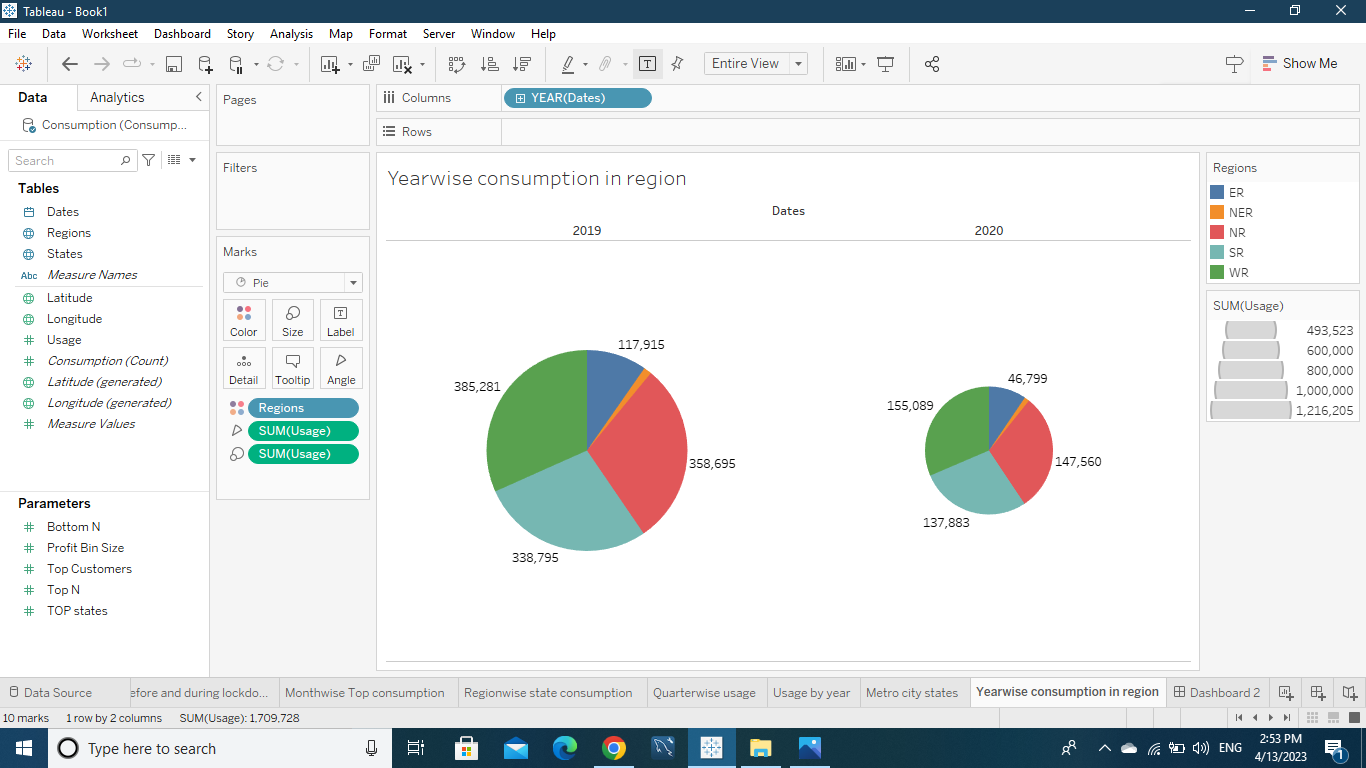 Tableau - Book1
File Data Worksheet Dashboard Story Analysis Map Format Server Window Help
Entire View
Show Me
Data Analytics
Consumption (Consump...
Search
Tables
Dates
Regions
States
Abc Measure Names
Latitude
Longitude
Usage
Consumption (Count)
Latitude (generated)
Longitude (generated)
Measure Values
Parameters
Bottom N
Profit Bin Size
Top Customers
Top N
TOP states
Pages
Filters
Marks
Pie
Color Size Label
Detail Tooltip Angle
Regions
SUM(Usage)
SUM(Usage)
Columns YEAR(Dates)
Rows
Yearwise consumption in region
Dates
2019 2020
117,915
385,281
358,695
338,795
46,799
155,089
147,560
137,883
Regions
ER
NER
NR
SR
WR
SUM(Usage)
493,523
600,000
800,000
1,000,000
1,216,205
Data Source efore and during lockdo... Monthwise Top consumption Regionwise state consumption Quarterwise usage Usage by year Metro city states Yearwise consumption in region Dashboard 2
10 marks 1 row by 2 columns SUM(Usage): 1,709,728
Type here to search
ENG
2:53 PM
4/13/2023
1